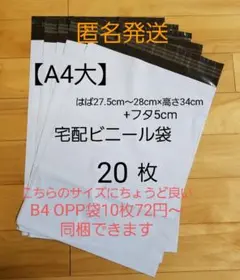 匿名発送
【A4大】
はば27.5cm〜28cm×高さ34cm
+フタ5cm
宅配ビニール袋
20枚
こちらのサイズにちょうど良い
B4 OPP袋10枚72円〜
同梱できます